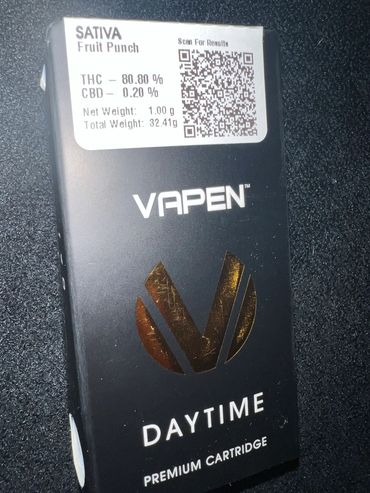 SATIVA
Fruit Punch
Scan For Results
THC – 80.80 %
CBD – 0.20 %
Net Weight: 1.00 g
Total Weight: 32.41g
VAPEN™
DAYTIME
PREMIUM CARTRIDGE